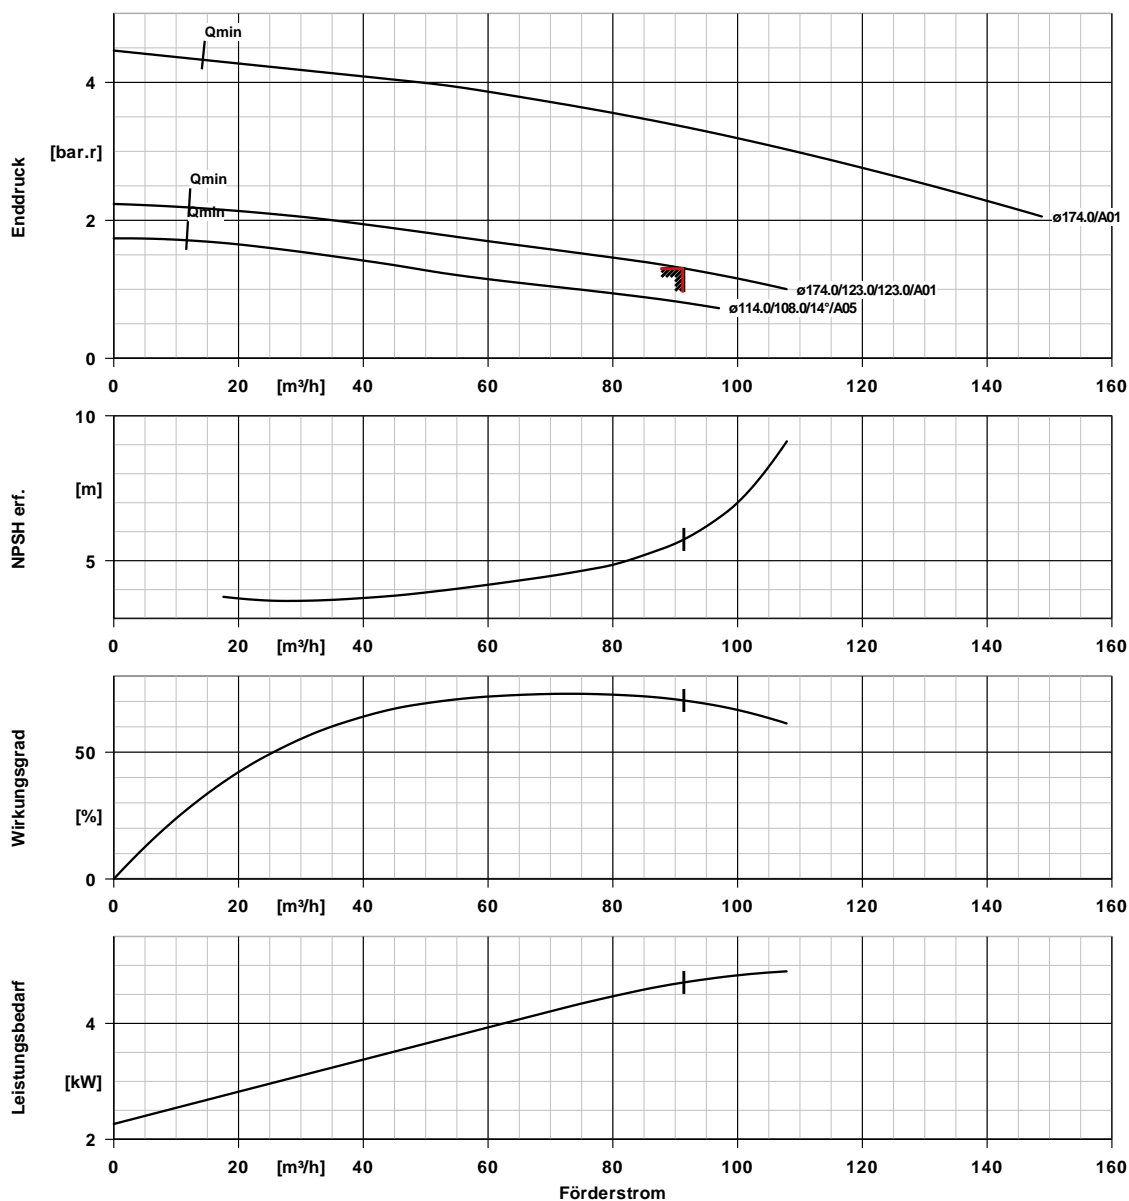 Qmin
4
[bar.r]
Enddruck
Qmin
Qmin
2
ø174.0/A01
ø174.0/123.0/123.0/A01
ø114.0/108.0/14°/A05
0
0 20 [m³/h] 40 60 80 100 120 140 160
10
[m]
NPSH erf.
5
0 20 [m³/h] 40 60 80 100 120 140 160
Wirkungsgrad
50
[%]
0
0 20 [m³/h] 40 60 80 100 120 140 160
Leistungsbedarf
4
[kW]
2
0 20 [m³/h] 40 60 80 100 120 140 160
Förderstrom